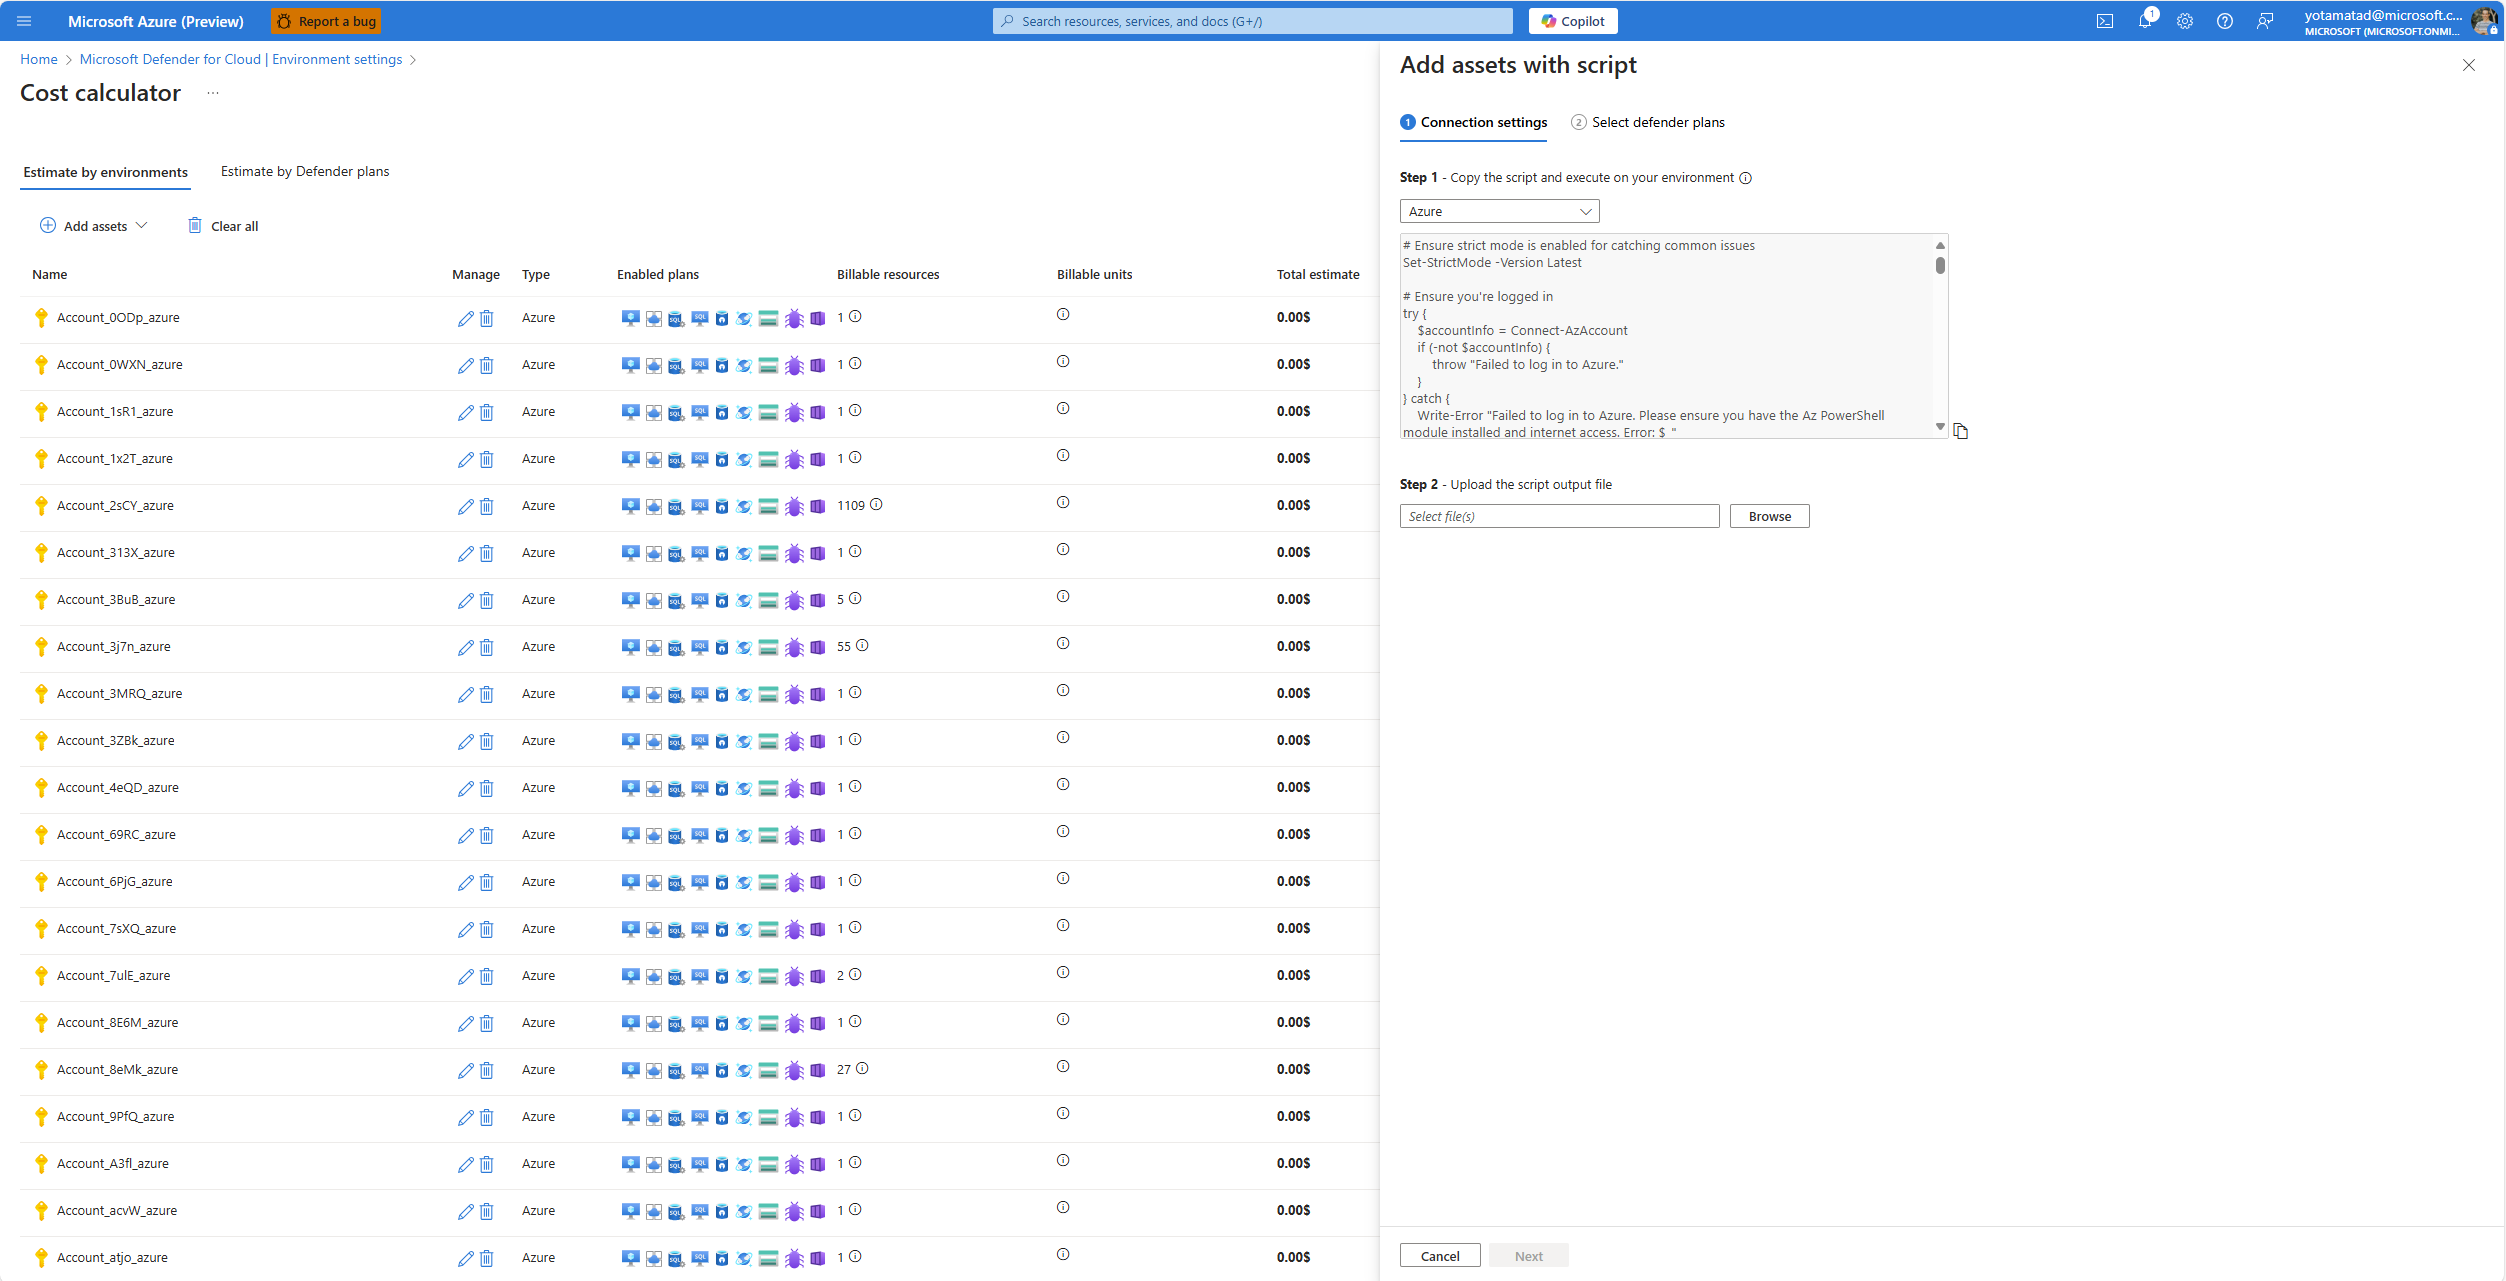 Microsoft Azure (Preview)
Report a bug
Search resources, services, and docs (G+/)
Copilot
1
yotamatad@microsoft.c...
MICROSOFT (MICROSOFT.ONMI...
Home > Microsoft Defender for Cloud | Environment settings >
Cost calculator ...
Estimate by environments
Estimate by Defender plans
Add assets
Clear all
Name Manage Type Enabled plans Billable resources Billable units Total estimate
Account_0ODp_azure Azure 1 0.00$
Account_0WXN_azure Azure 1 0.00$
Account_1sR1_azure Azure 1 0.00$
Account_1x2T_azure Azure 1 0.00$
Account_2sCY_azure Azure 1109 0.00$
Account_313X_azure Azure 1 0.00$
Account_3BuB_azure Azure 5 0.00$
Account_3j7n_azure Azure 55 0.00$
Account_3MRQ_azure Azure 1 0.00$
Account_3ZBk_azure Azure 1 0.00$
Account_4eQD_azure Azure 1 0.00$
Account_69RC_azure Azure 1 0.00$
Account_6PjG_azure Azure 1 0.00$
Account_7sXQ_azure Azure 1 0.00$
Account_7ulE_azure Azure 2 0.00$
Account_8E6M_azure Azure 1 0.00$
Account_8eMk_azure Azure 27 0.00$
Account_9PfQ_azure Azure 1 0.00$
Account_A3fl_azure Azure 1 0.00$
Account_acvW_azure Azure 1 0.00$
Account_atjo_azure Azure 1 0.00$
Add assets with script
1 Connection settings
2 Select defender plans
Step 1 - Copy the script and execute on your environment
Azure
# Ensure strict mode is enabled for catching common issues
Set-StrictMode -Version Latest
# Ensure you're logged in
try {
$accountInfo = Connect-AzAccount
if (-not $accountInfo) {
throw "Failed to log in to Azure."
}
} catch {
Write-Error "Failed to log in to Azure. Please ensure you have the Az PowerShell
module installed and internet access. Error: $_"
Step 2 - Upload the script output file
Select file(s)
Browse
Cancel
Next